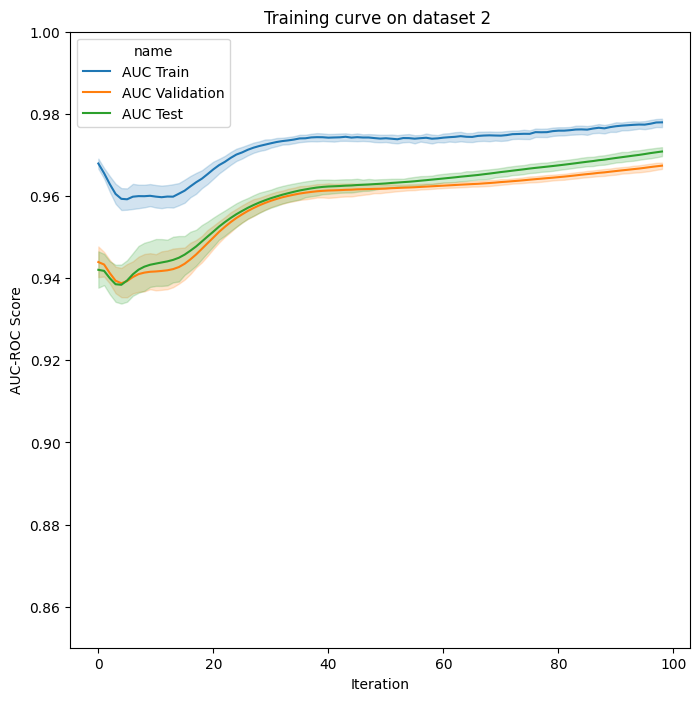 Training curve on dataset 2
name
AUC Train
AUC Validation
AUC Test
AUC-ROC Score
1.00
0.98
0.96
0.94
0.92
0.90
0.88
0.86
0
20
40
60
80
100
Iteration